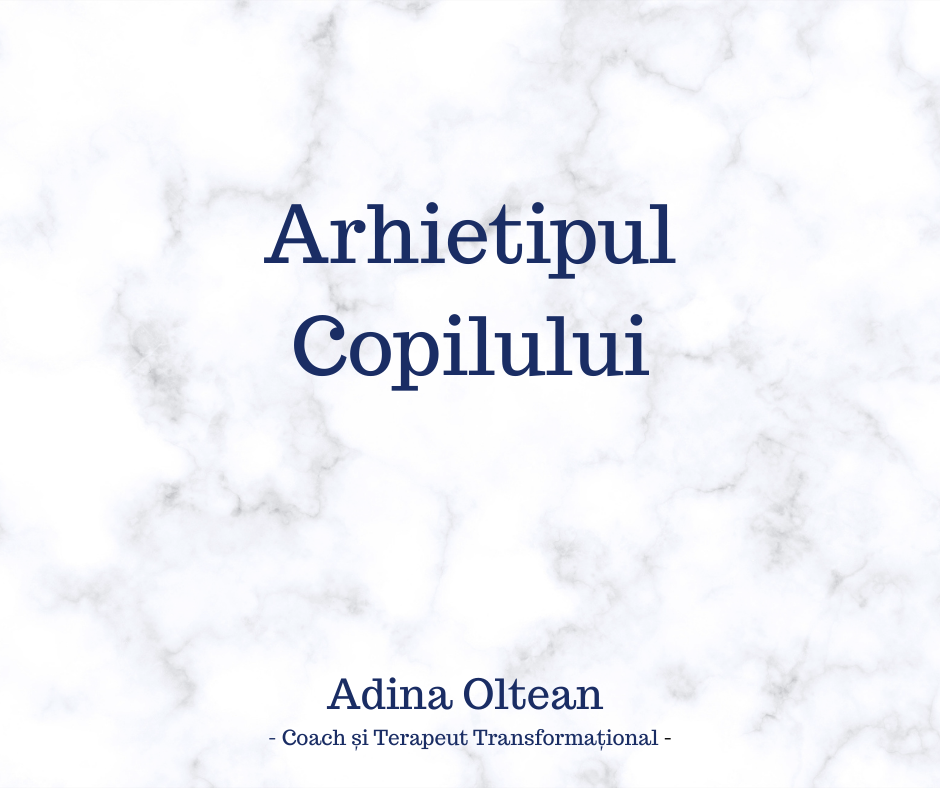 Arhietipul
Copilului
Adina Oltean
- Coach și Terapeut Transformațional -